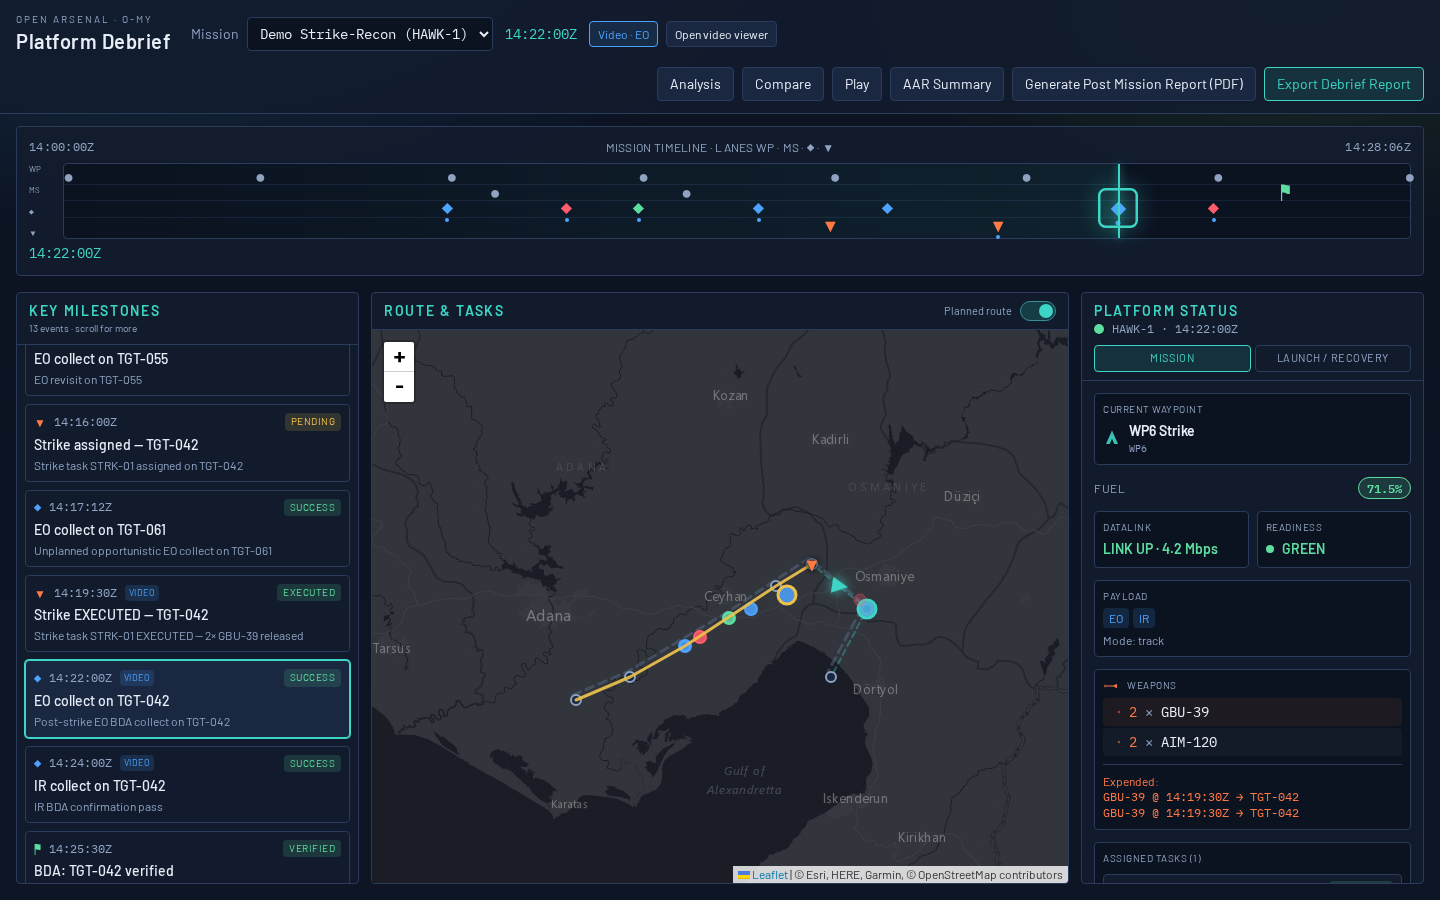 OPEN ARSENAL · O-MY
Platform Debrief
Mission
Demo Strike-Recon (HAWK-1)
14:22:00Z
Video · EO
Open video viewer
Analysis
Compare
Play
AAR Summary
Generate Post Mission Report (PDF)
Export Debrief Report
14:00:00Z
MISSION TIMELINE · LANES WP · MS · ◆ · ▼
14:28:06Z
WP
MS
◆
▼
14:22:00Z
KEY MILESTONES
13 events · scroll for more
EO collect on TGT-055
EO revisit on TGT-055
▼ 14:16:00Z PENDING
Strike assigned — TGT-042
Strike task STRK-01 assigned on TGT-042
◆ 14:17:12Z SUCCESS
EO collect on TGT-061
Unplanned opportunistic EO collect on TGT-061
▼ 14:19:30Z VIDEO EXECUTED
Strike EXECUTED — TGT-042
Strike task STRK-01 EXECUTED — 2× GBU-39 released
◆ 14:22:00Z VIDEO SUCCESS
EO collect on TGT-042
Post-strike EO BDA collect on TGT-042
◆ 14:24:00Z VIDEO SUCCESS
IR collect on TGT-042
IR BDA confirmation pass
14:25:30Z VERIFIED
BDA: TGT-042 verified
ROUTE & TASKS
Planned route
+
-
Kozan
Kadirli
ADANA
OSMANIYE
Düziçi
Osmaniye
Ceyhan
Adana
Tarsus
Dörtyol
Gulf of
Alexandretta
Karatas
Iskenderun
Kirikhan
Leaflet | © Esri, HERE, Garmin, © OpenStreetMap contributors
PLATFORM STATUS
HAWK-1 · 14:22:00Z
MISSION
LAUNCH / RECOVERY
CURRENT WAYPOINT
WP6 Strike
WP6
FUEL
71.5%
DATALINK
LINK UP · 4.2 Mbps
READINESS
GREEN
PAYLOAD
EO IR
Mode: track
WEAPONS
· 2 × GBU-39
· 2 × AIM-120
Expended:
GBU-39 @ 14:19:30Z → TGT-042
GBU-39 @ 14:19:30Z → TGT-042
ASSIGNED TASKS (1)